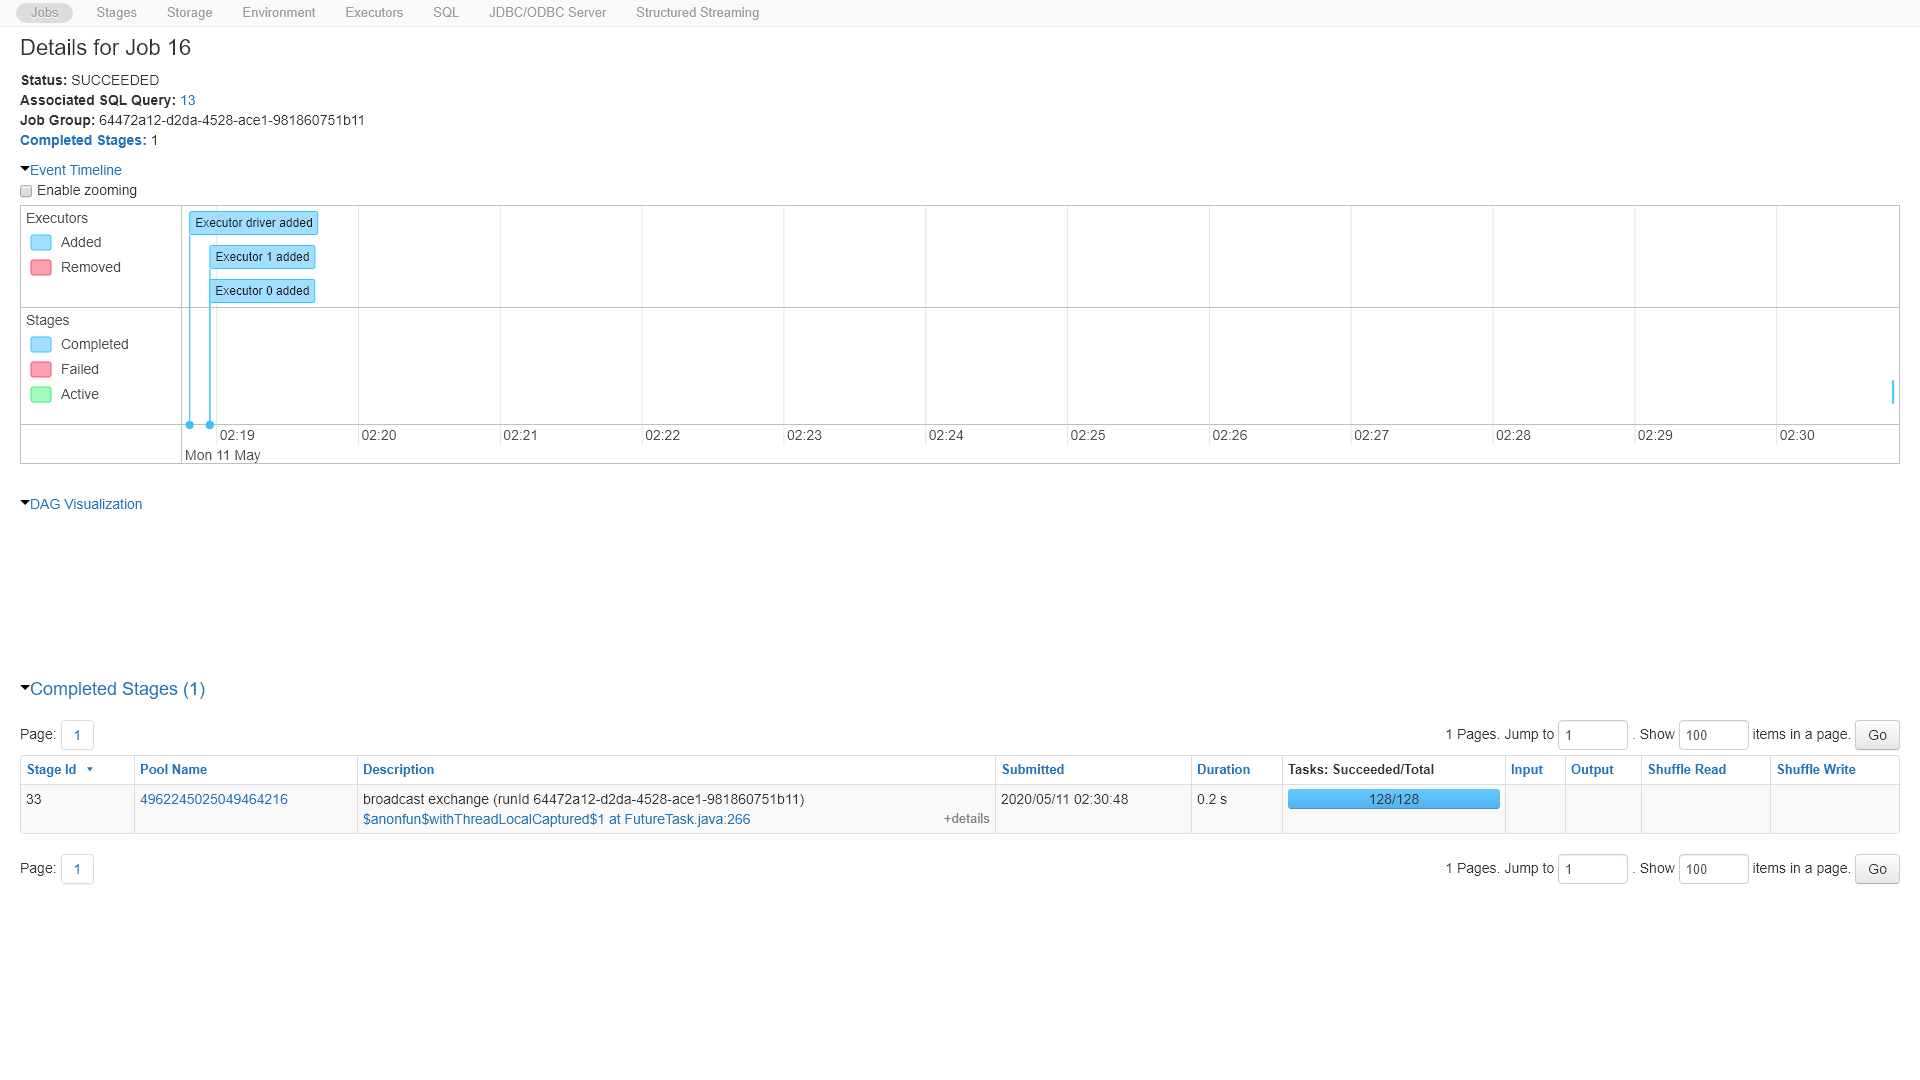 Jobs Stages Storage Environment Executors SQL JDBC/ODBC Server Structured Streaming
Details for Job 16
Status: SUCCEEDED
Associated SQL Query: 13
Job Group: 64472a12-d2da-4528-ace1-981860751b11
Completed Stages: 1
Event Timeline
Enable zooming
Executors
Added
Removed
Executor driver added
Executor 1 added
Executor 0 added
Stages
Completed
Failed
Active
02:19 02:20 02:21 02:22 02:23 02:24 02:25 02:26 02:27 02:28 02:29 02:30
Mon 11 May
DAG Visualization
Completed Stages (1)
Page: 1 1 Pages. Jump to 1 . Show 100 items in a page. Go
Stage Id Pool Name Description Submitted Duration Tasks: Succeeded/Total Input Output Shuffle Read Shuffle Write
33 4962245025049464216 broadcast exchange (runId 64472a12-d2da-4528-ace1-981860751b11) 2020/05/11 02:30:48 0.2 s 128/128
$anonfun$withThreadLocalCaptured$1 at FutureTask.java:266 +details
Page: 1 1 Pages. Jump to 1 . Show 100 items in a page. Go